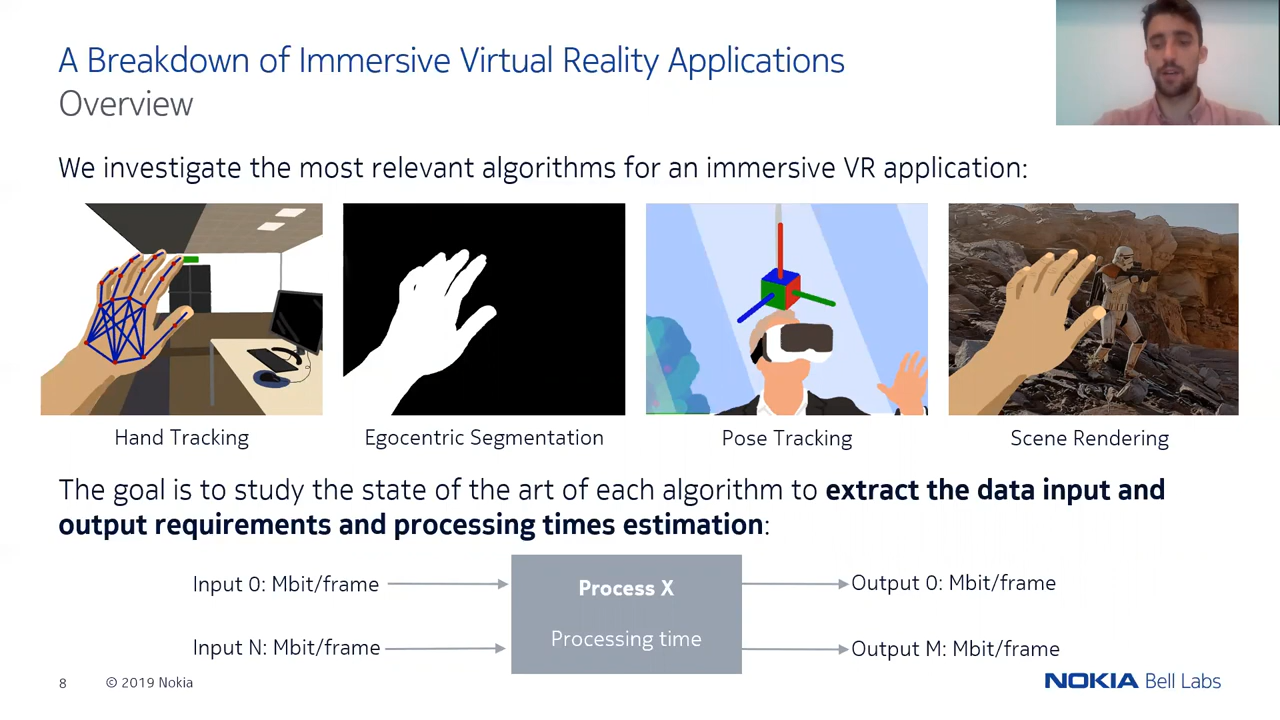 A Breakdown of Immersive Virtual Reality Applications
Overview
We investigate the most relevant algorithms for an immersive VR application:
Hand Tracking
Egocentric Segmentation
Pose Tracking
Scene Rendering
The goal is to study the state of the art of each algorithm to extract the data input and
output requirements and processing times estimation:
Input 0: Mbit/frame
Process X
Output 0: Mbit/frame
Processing time
Input N: Mbit/frame
Output M: Mbit/frame
8 © 2019 Nokia
NOKIA Bell Labs